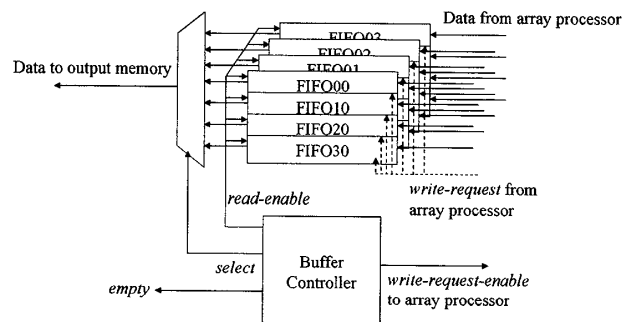 FIFO03
Data from array processor
FIFO02
FIFO01
Data to output memory
FIFO00
FIFO10
FIFO20
FIFO30
write-request from
array processor
read-enable
select
Buffer
Controller
empty
write-request-enable
to array processor